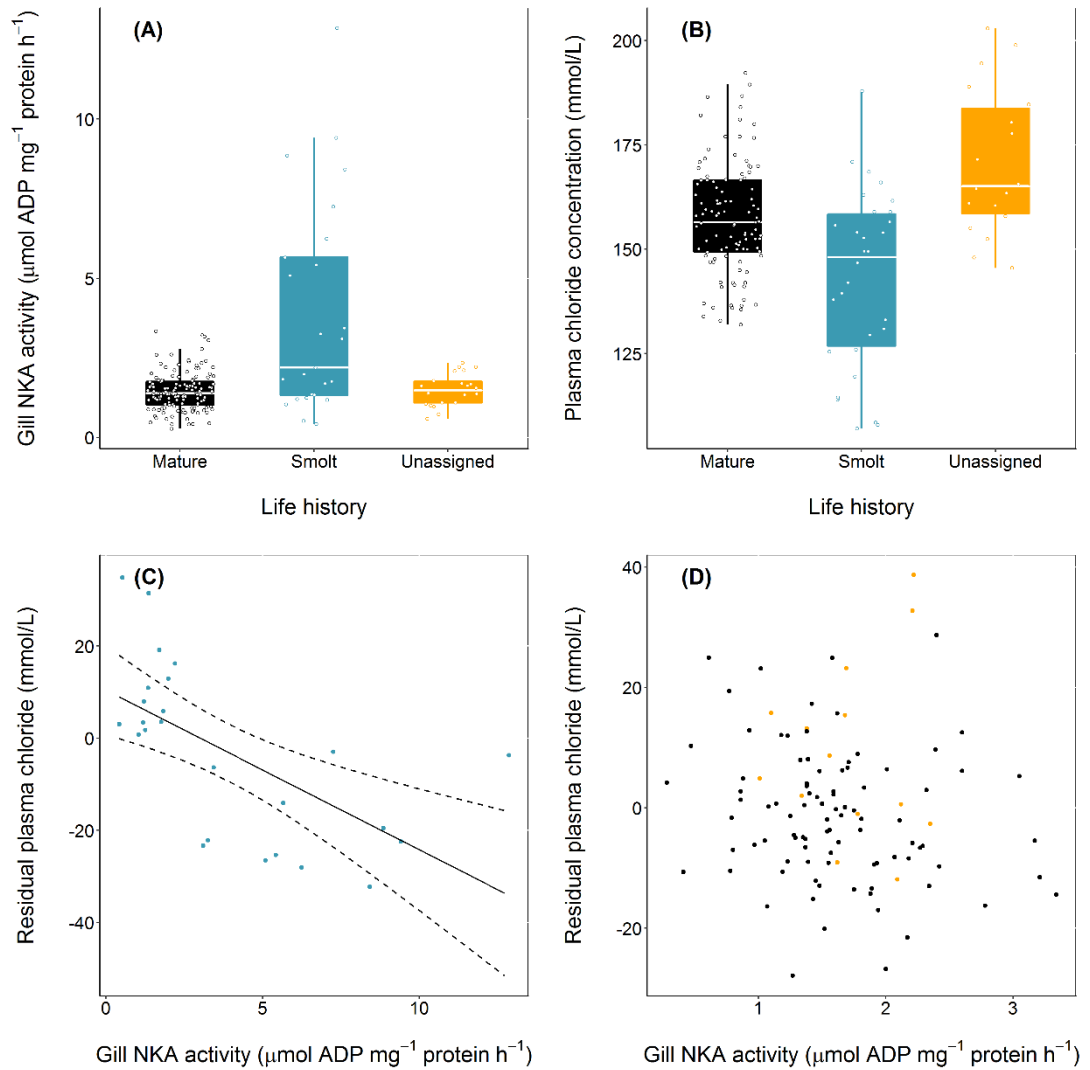 (A)
Gill NKA activity (μmol ADP mg⁻¹ protein h⁻¹)
10
5
0
Mature Smolt Unassigned
Life history
(B)
Plasma chloride concentration (mmol/L)
200
175
150
125
Mature Smolt Unassigned
Life history
(C)
Residual plasma chloride (mmol/L)
20
0
-20
-40
0 5 10
Gill NKA activity (μmol ADP mg⁻¹ protein h⁻¹)
(D)
Residual plasma chloride (mmol/L)
40
20
0
-20
1 2 3
Gill NKA activity (μmol ADP mg⁻¹ protein h⁻¹)